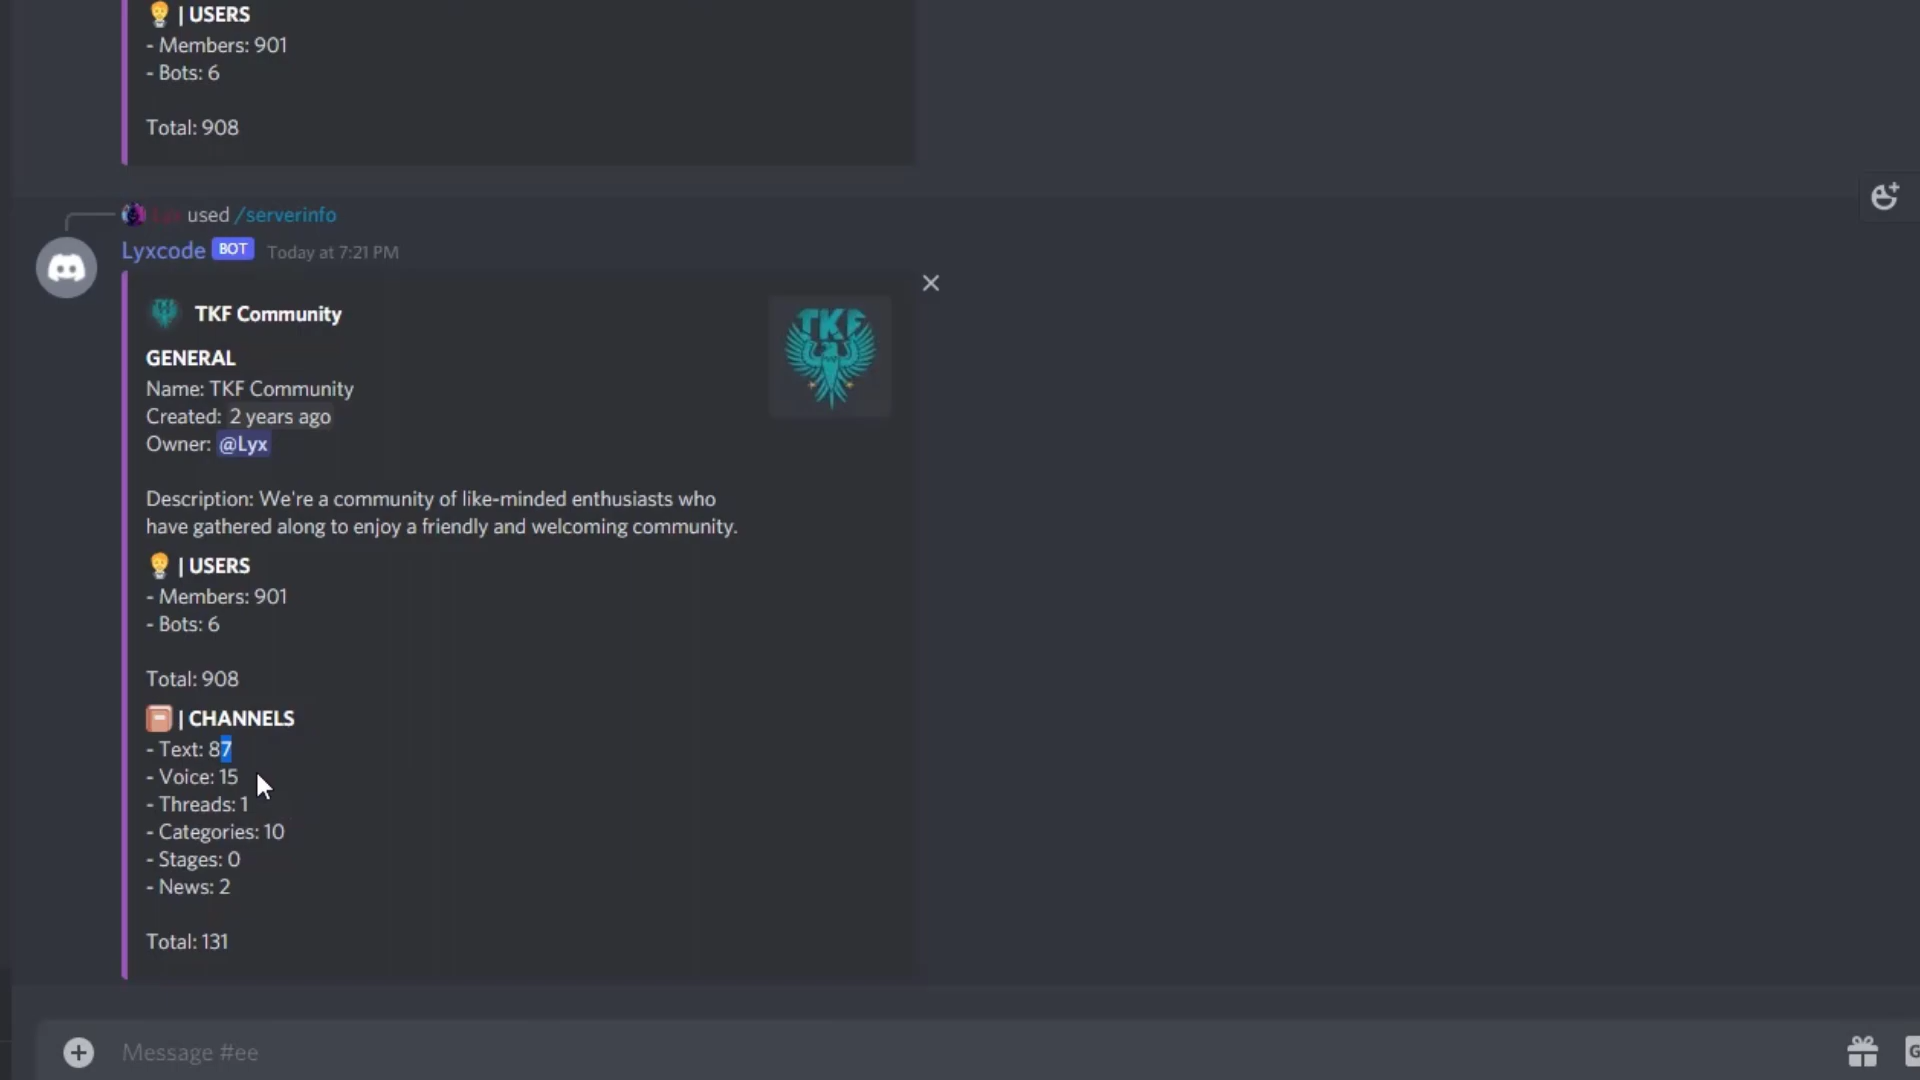 | USERS
- Members: 901
- Bots: 6
Total: 908
used /serverinfo
Lyxcode BOT Today at 7:21 PM
TKF Community
TKF
GENERAL
Name: TKF Community
Created: 2 years ago
Owner: @Lyx
Description: We're a community of like-minded enthusiasts who
have gathered along to enjoy a friendly and welcoming community.
| USERS
- Members: 901
- Bots: 6
Total: 908
| CHANNELS
- Text: 87
- Voice: 15
- Threads: 1
- Categories: 10
- Stages: 0
- News: 2
Total: 131
Message #ee